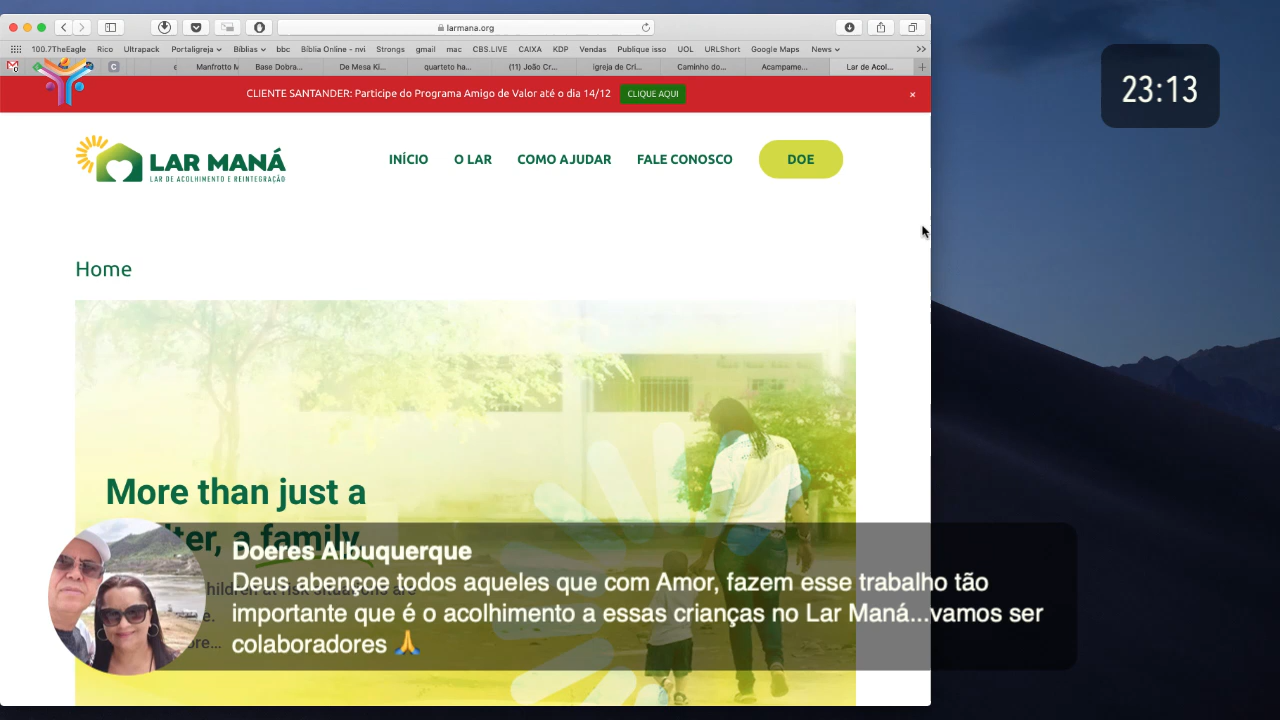 larmana.org
100.7TheEagle Rico Ultrapack Portaligreja Bíblias bbc Bíblia Online - nvi Strongs gmail mac CBS.LIVE CAIXA KDP Vendas Publique isso UOL URLShort Google Maps News
Manfrotto M Base Dobra... De Mesa Ki... quarteto ha... (11) João Cr... igreja de Cri... Caminho do... Acampame... Lar de Acol...
CLIENTE SANTANDER: Participe do Programa Amigo de Valor até o dia 14/12 CLIQUE AQUI
23:13
LAR MANÁ
LAR DE ACOLHIMENTO E REINTEGRAÇÃO
INÍCIO O LAR COMO AJUDAR FALE CONOSCO DOE
Home
More than just a
a family
Doeres Albuquerque
Deus abençoe todos aqueles que com Amor, fazem esse trabalho tão
importante que é o acolhimento a essas crianças no Lar Maná...vamos ser
colaboradores 🙏